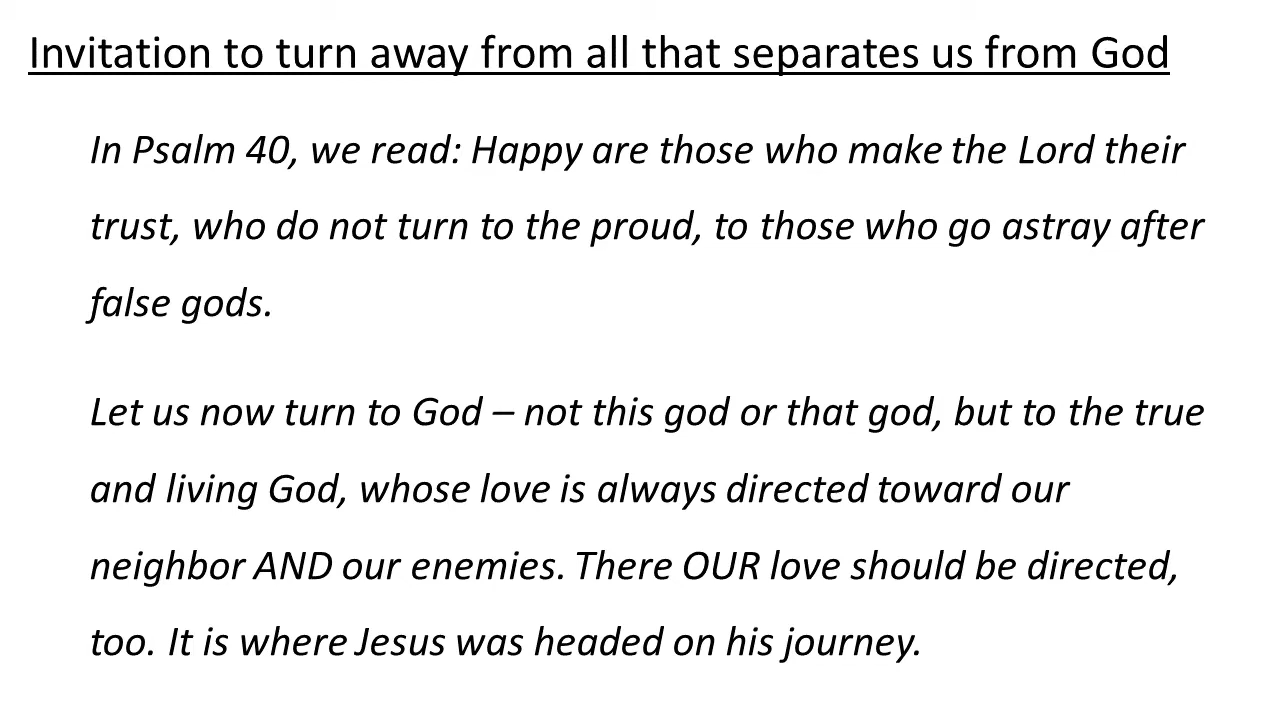 Invitation to turn away from all that separates us from God
In Psalm 40, we read: Happy are those who make the Lord their
trust, who do not turn to the proud, to those who go astray after
false gods.
Let us now turn to God – not this god or that god, but to the true
and living God, whose love is always directed toward our
neighbor AND our enemies. There OUR love should be directed,
too. It is where Jesus was headed on his journey.